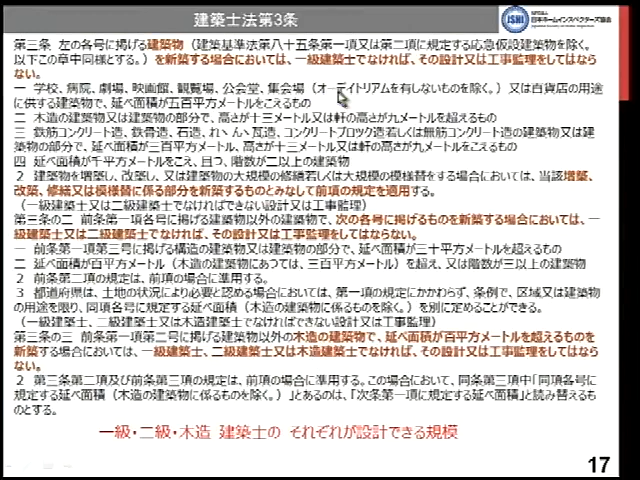 建築士法第3条
JSHI
日本ホームインスペクターズ協会
第三条 左の各号に掲げる建築物（建築基準法第八十五条第一項又は第二項に規定する応急仮設建築物を除く。
以下この章中同様とする。）を新築する場合においては、一級建築士でなければ、その設計又は工事監理をしてはなら
ない。
一 学校、病院、劇場、映画館、観覧場、公会堂、集会場（オーデイトリアムを有しないものを除く。）又は百貨店の用途
に供する建築物で、延べ面積が五百平方メートルをこえるもの
二 木造の建築物又は建築物の部分で、高さが十三メートル又は軒の高さが九メートルを超えるもの
三 鉄筋コンクリート造、鉄骨造、石造、れヽんヽ瓦造、コンクリートブロック造若しくは無筋コンクリート造の建築物又は建
築物の部分で、延べ面積が三百平方メートル、高さが十三メートル又は軒の高さが九メートルをこえるもの
四 延べ面積が千平方メートルをこえ、且つ、階数が二以上の建築物
２ 建築物を増築し、改築し、又は建築物の大規模の修繕若しくは大規模の模様替をする場合においては、当該増築、
改築、修繕又は模様替に係る部分を新築するものとみなして前項の規定を適用する。
（一級建築士又は二級建築士でなければできない設計又は工事監理）
第三条の二 前条第一項各号に掲げる建築物以外の建築物で、次の各号に掲げるものを新築する場合においては、一
級建築士又は二級建築士でなければ、その設計又は工事監理をしてはならない。
一 前条第一項第三号に掲げる構造の建築物又は建築物の部分で、延べ面積が三十平方メートルを超えるもの
二 延べ面積が百平方メートル（木造の建築物にあつては、三百平方メートル）を超え、又は階数が三以上の建築物
２ 前条第二項の規定は、前項の場合に準用する。
３ 都道府県は、土地の状況により必要と認める場合においては、第一項の規定にかかわらず、条例で、区域又は建築物
の用途を限り、同項各号に規定する延べ面積（木造の建築物に係るものを除く。）を別に定めることができる。
（一級建築士、二級建築士又は木造建築士でなければできない設計又は工事監理）
第三条の三 前条第一項第二号に掲げる建築物以外の木造の建築物で、延べ面積が百平方メートルを超えるものを
新築する場合においては、一級建築士、二級建築士又は木造建築士でなければ、その設計又は工事監理をしてはなら
ない。
２ 第三条第二項及び前条第三項の規定は、前項の場合に準用する。この場合において、同条第三項中「同項各号に
規定する延べ面積（木造の建築物に係るものを除く。）」とあるのは、「次条第一項に規定する延べ面積」と読み替えるも
のとする。
一級・二級・木造 建築士の それぞれが設計できる規模
17